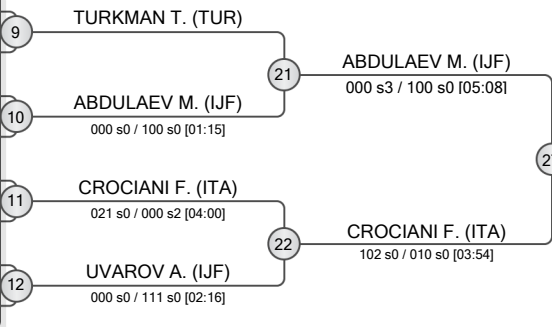 9
TURKMAN T. (TUR)
21
ABDULAEV M. (IJF)
000 s3 / 100 s0 [05:08]
10
ABDULAEV M. (IJF)
000 s0 / 100 s0 [01:15]
11
CROCIANI F. (ITA)
021 s0 / 000 s2 [04:00]
22
CROCIANI F. (ITA)
102 s0 / 010 s0 [03:54]
12
UVAROV A. (IJF)
000 s0 / 111 s0 [02:16]